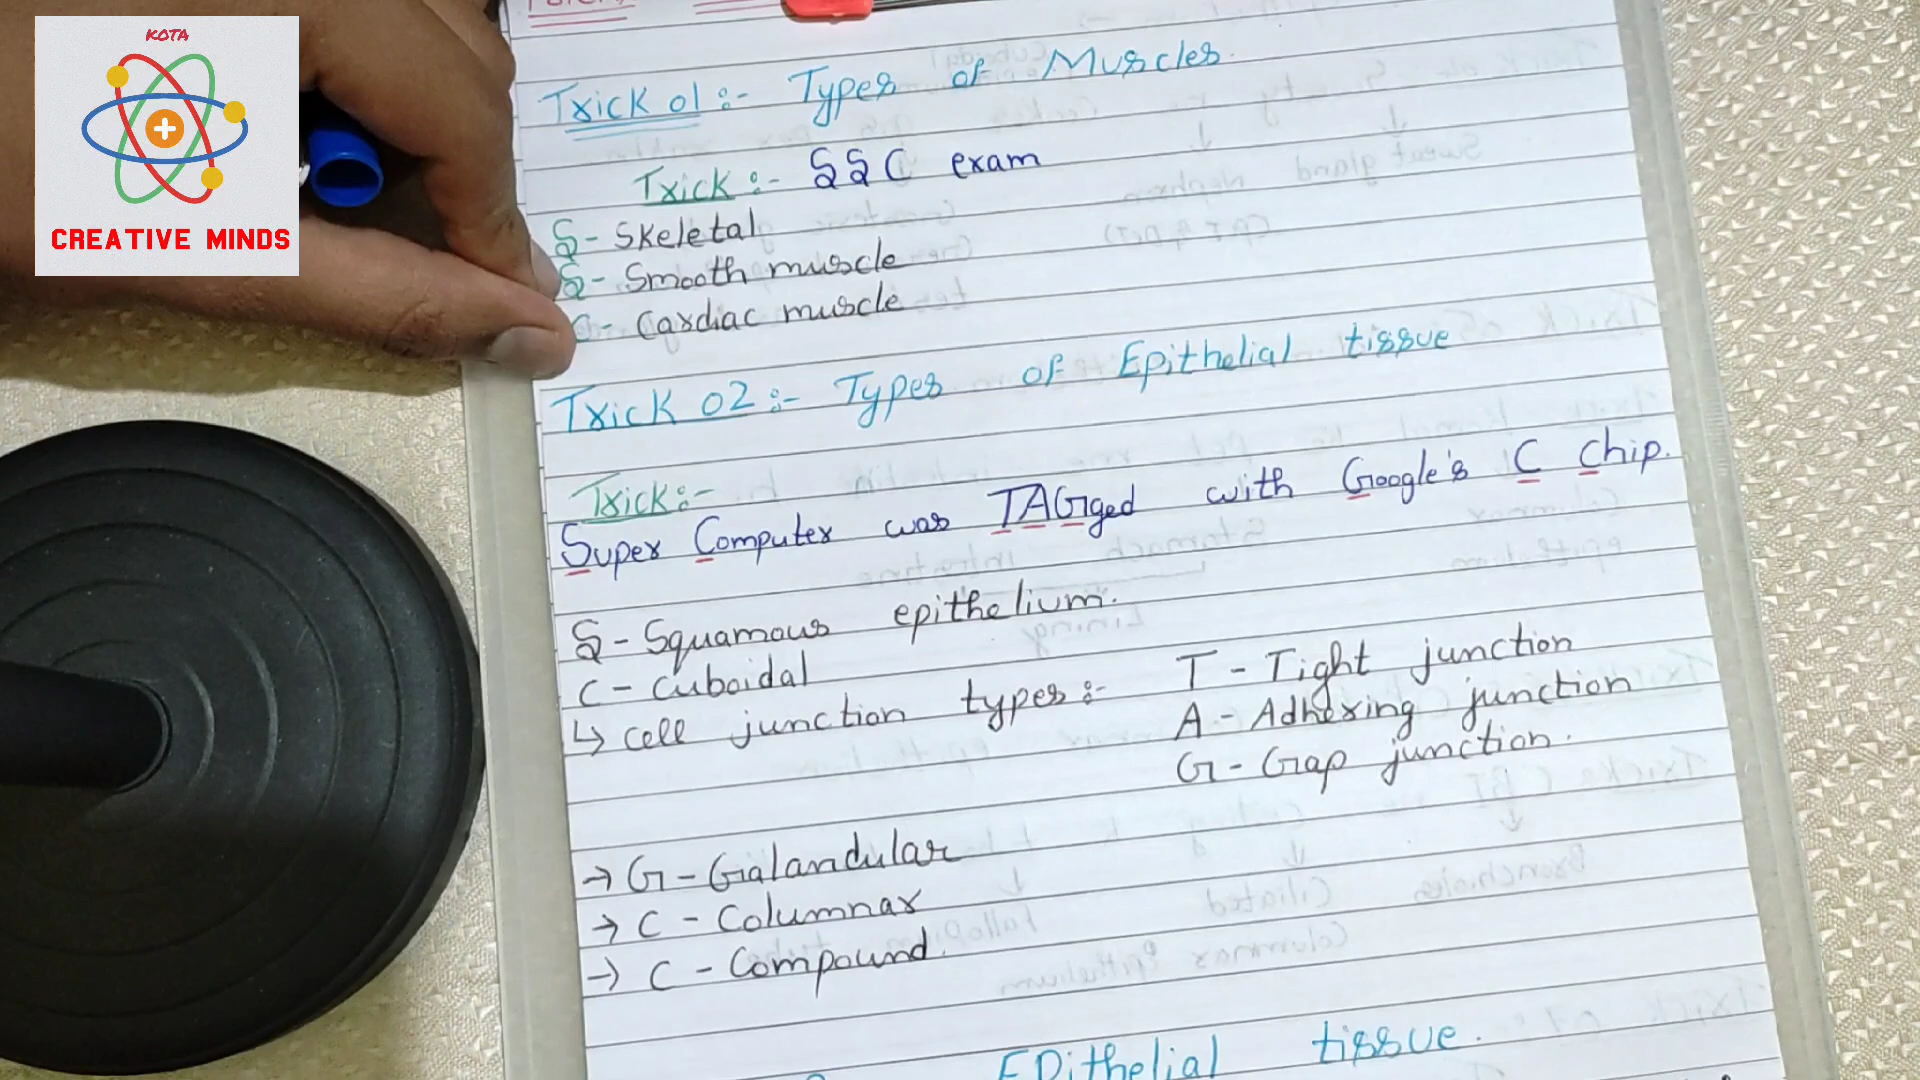 KOTA
CREATIVE MINDS
Trick 01:- Types of Muscles.
Trick:- SSC exam
S- Skeletal
S- Smooth muscle
C- Cardiac muscle
Trick 02:- Types of Epithelial tissue
Trick:-
Super Computer was TAGged with Google's C Chip.
S- Squamous epithelium.
C- Cuboidal
↳ cell junction types:-
T- Tight junction
A- Adhering junction
G- Gap junction.
→ G- Galandular
→ C- Columnar
→ C- Compound.
Epithelial tissue.